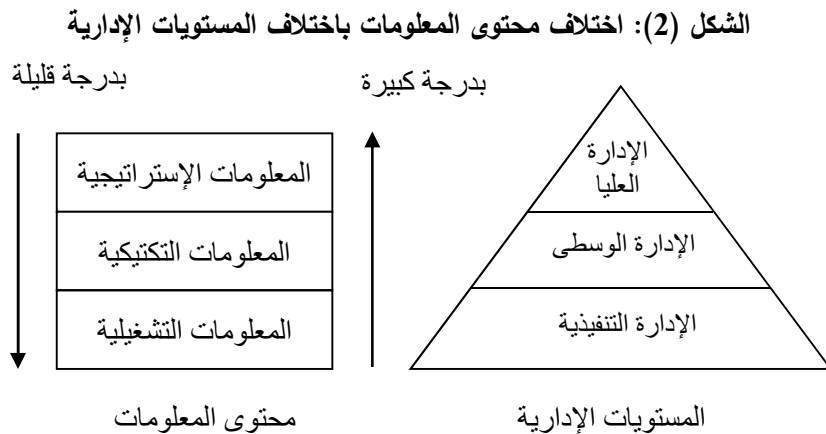 الشكل (2): اختلاف محتوى المعلومات باختلاف المستويات الإدارية
بدرجة كبيرة
بدرجة قليلة
الإدارة
العليا
الإدارة الوسطى
الإدارة التنفيذية
المعلومات الإستراتيجية
المعلومات التكتيكية
المعلومات التشغيلية
المستويات الإدارية
محتوى المعلومات